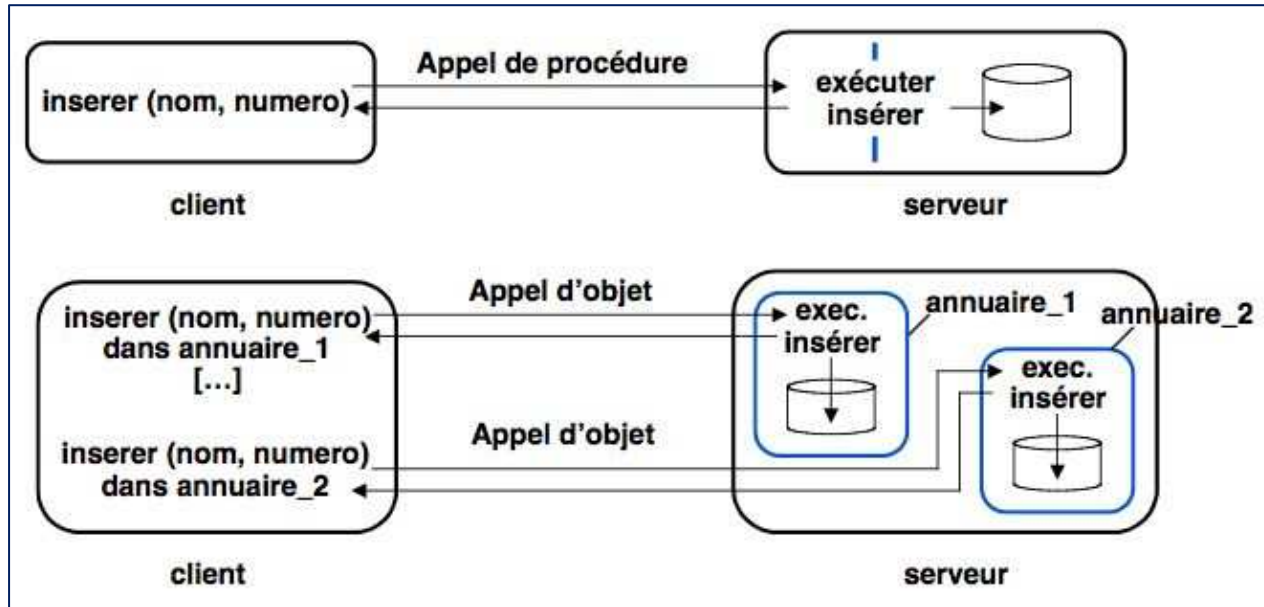 Appel de procédure
inserer (nom, numero)
exécuter
insérer
client
serveur
Appel d'objet
inserer (nom, numero)
dans annuaire_1
[...]
exec.
insérer
annuaire_1
annuaire_2
exec.
insérer
Appel d'objet
inserer (nom, numero)
dans annuaire_2
client
serveur